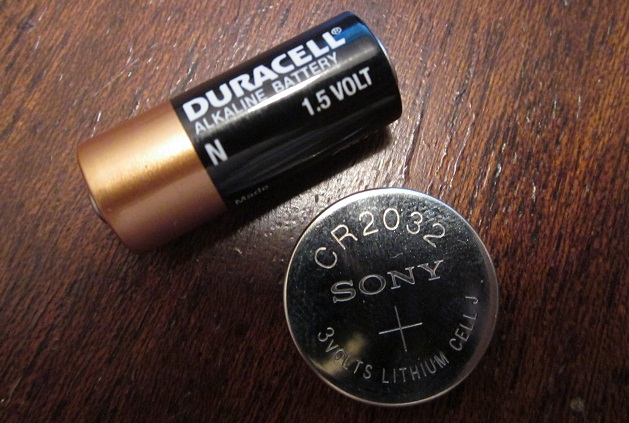 DURACELL®
ALKALINE BATTERY
1.5 VOLT
N
Made
CR2032
SONY
+
3VOLTS LITHIUM CELL J